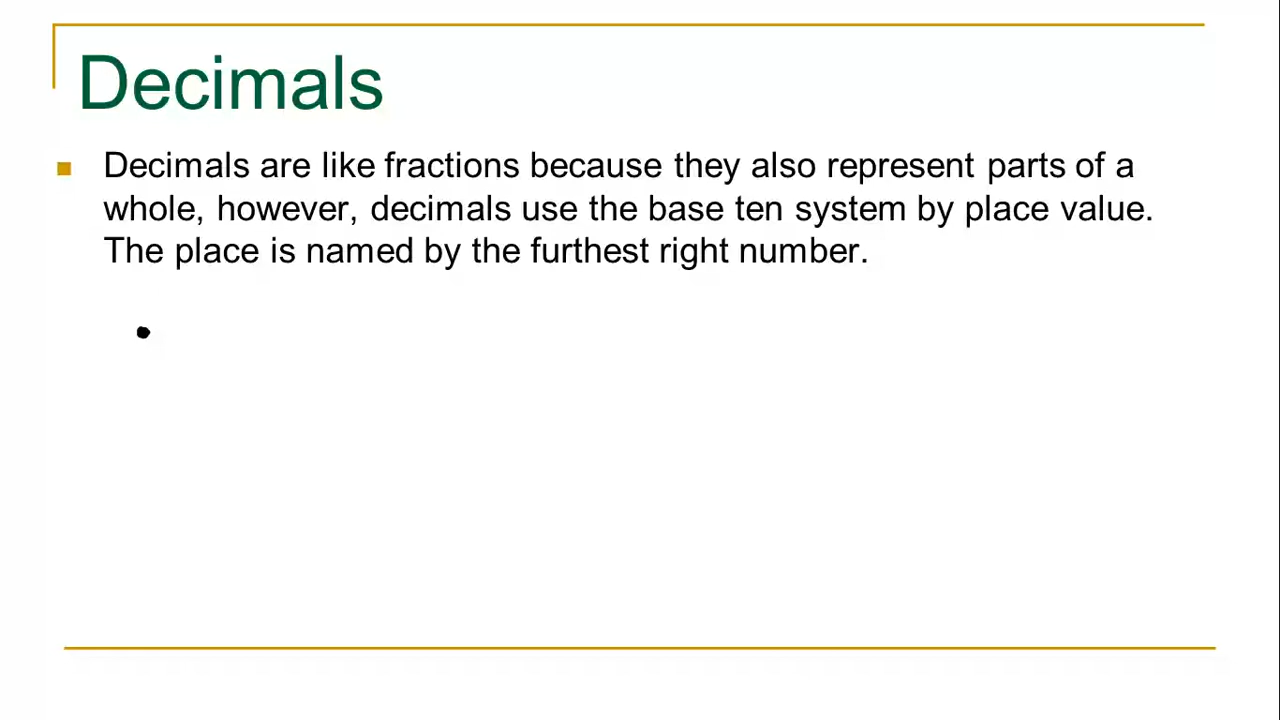 Decimals
Decimals are like fractions because they also represent parts of a
whole, however, decimals use the base ten system by place value.
The place is named by the furthest right number.